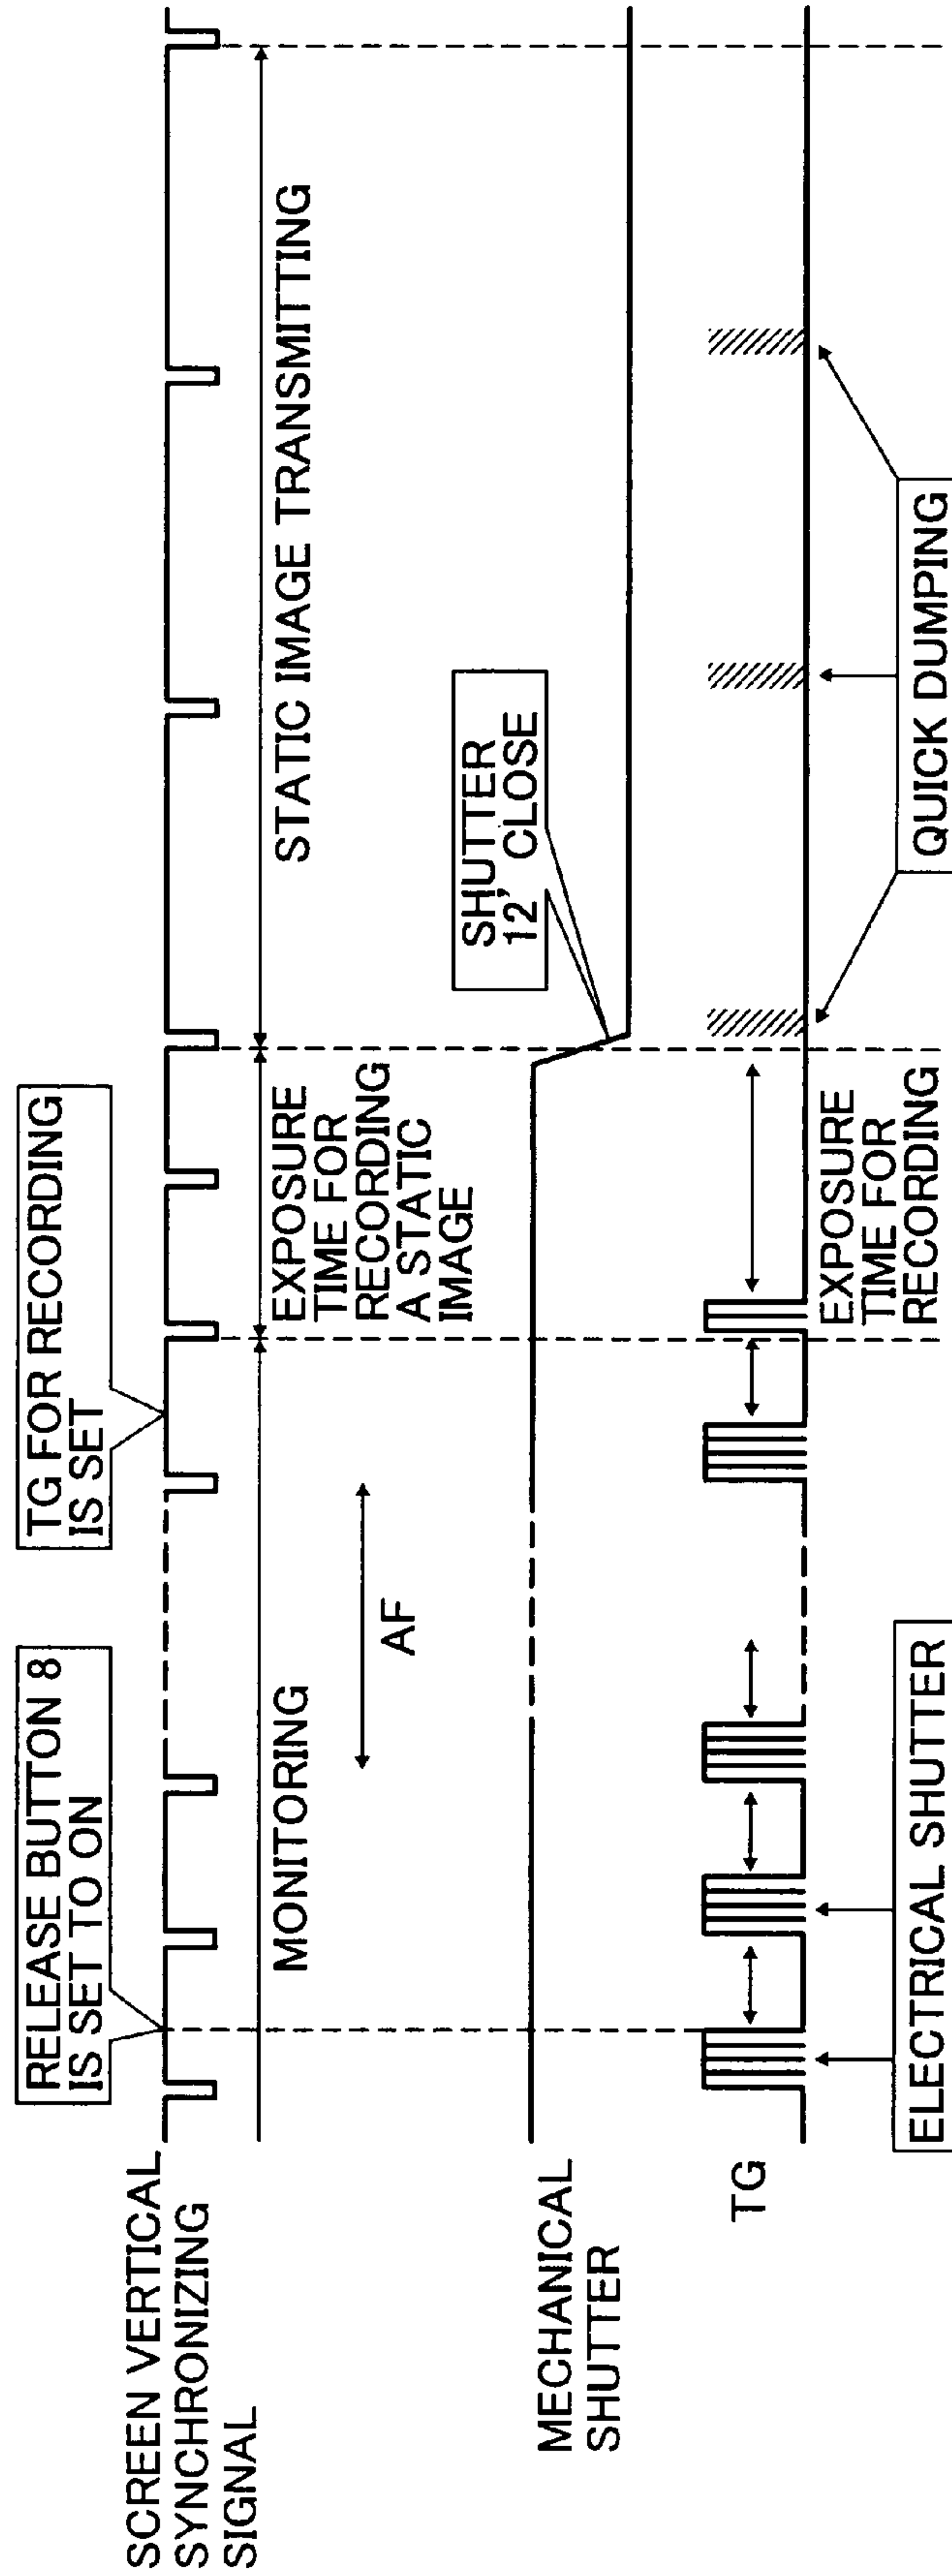 RELEASE BUTTON 8
IS SET TO ON
TG FOR RECORDING
IS SET
SCREEN VERTICAL
SYNCHRONIZING
SIGNAL
MONITORING
EXPOSURE
TIME FOR
RECORDING
A STATIC
IMAGE
STATIC IMAGE TRANSMITTING
AF
SHUTTER
12' CLOSE
MECHANICAL
SHUTTER
TG
EXPOSURE
TIME FOR
RECORDING
ELECTRICAL SHUTTER
QUICK DUMPING